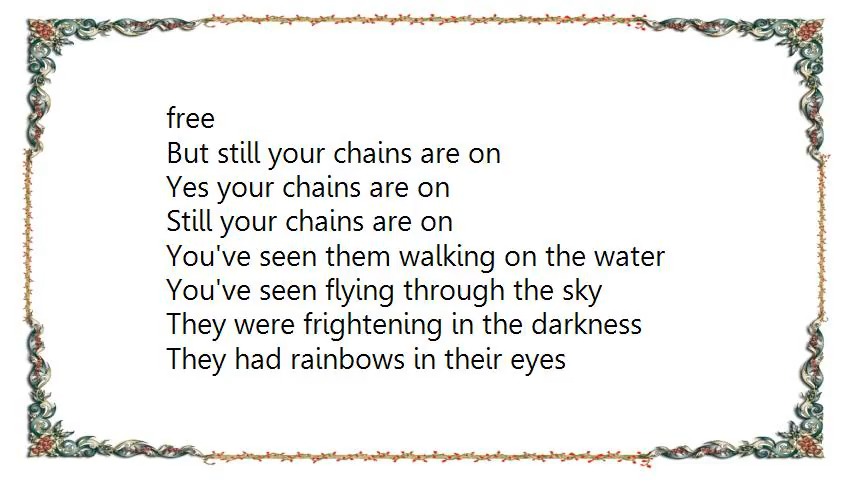 free
But still your chains are on
Yes your chains are on
Still your chains are on
You've seen them walking on the water
You've seen flying through the sky
They were frightening in the darkness
They had rainbows in their eyes